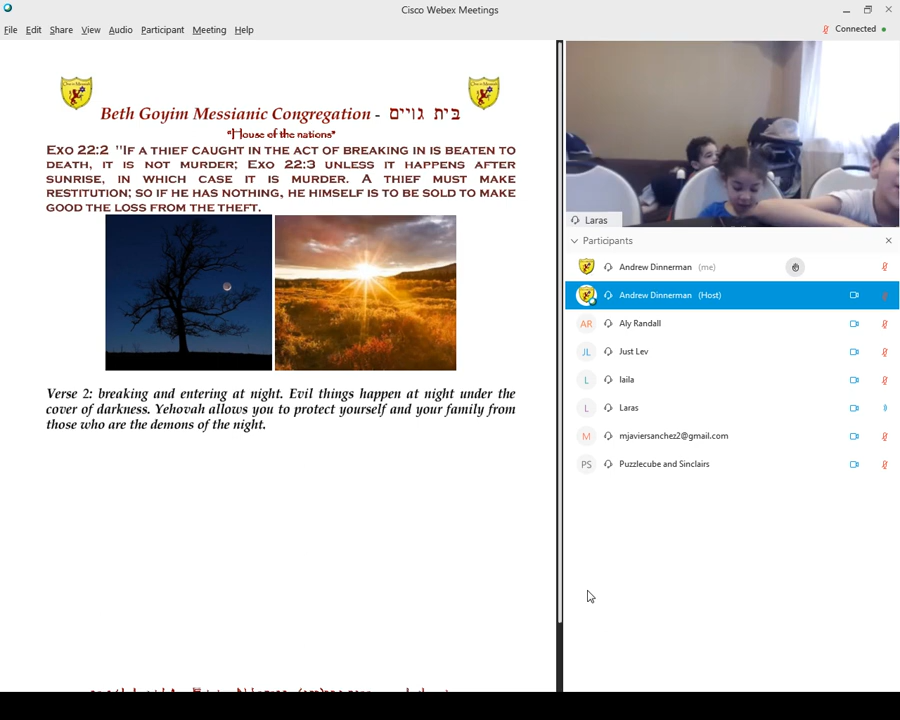 Cisco Webex Meetings
File Edit Share View Audio Participant Meeting Help
Connected
Beth Goyim Messianic Congregation - בית גויים
"House of the nations"
Exo 22:2 "If a thief caught in the act of breaking in is beaten to
death, it is not murder; Exo 22:3 unless it happens after
sunrise, in which case it is murder. A thief must make
restitution; so if he has nothing, he himself is to be sold to make
good the loss from the theft.
Verse 2: breaking and entering at night. Evil things happen at night under the
cover of darkness. Yehovah allows you to protect yourself and your family from
those who are the demons of the night.
Laras
Participants
Andrew Dinnerman (me)
Andrew Dinnerman (Host)
AR Aly Randall
JL Just Lev
L laila
L Laras
M mjaviersanchez2@gmail.com
PS Puzzlecube and Sinclairs